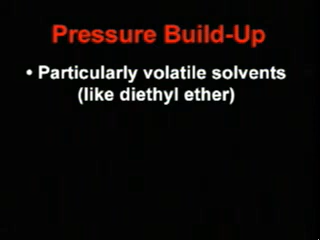 Pressure Build-Up
• Particularly volatile solvents
(like diethyl ether)